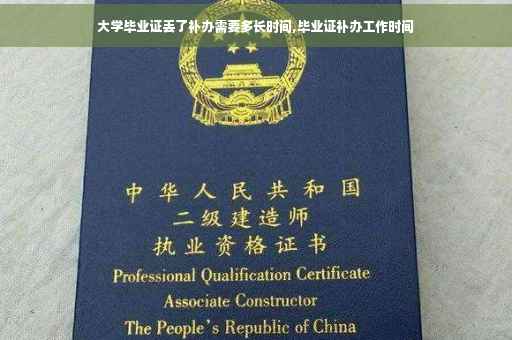 大学毕业证丢了补办需要多长时间,毕业证补办工作时间
中华人民共和国
二级建造师
执业资格证书
Professional Qualification Certificate
Associate Constructor
The People's Republic of China